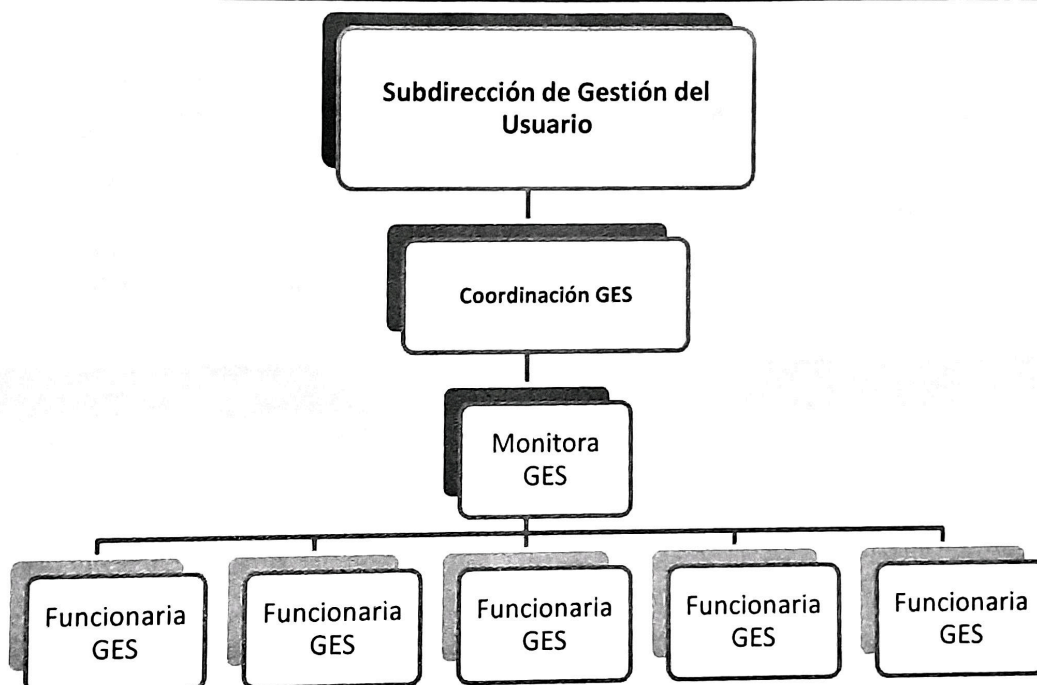 Subdirección de Gestión del
Usuario
Coordinación GES
Monitora
GES
Funcionaria
GES
Funcionaria
GES
Funcionaria
GES
Funcionaria
GES
Funcionaria
GES